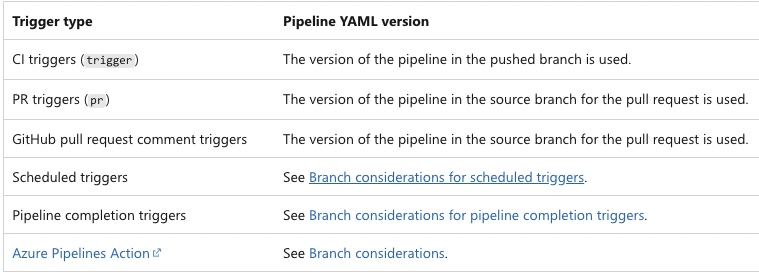 Trigger type Pipeline YAML version
CI triggers (trigger) The version of the pipeline in the pushed branch is used.
PR triggers (pr) The version of the pipeline in the source branch for the pull request is used.
GitHub pull request comment triggers The version of the pipeline in the source branch for the pull request is used.
Scheduled triggers See Branch considerations for scheduled triggers.
Pipeline completion triggers See Branch considerations for pipeline completion triggers.
Azure Pipelines Action See Branch considerations.